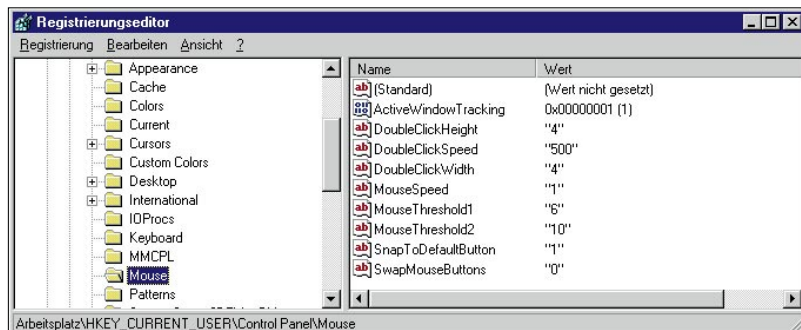 Registrierungseditor
Registrierung Bearbeiten Ansicht ?
Appearance
Cache
Colors
Current
Cursors
Custom Colors
Desktop
International
IOProcs
Keyboard
MMCPL
Mouse
Patterns
Name Wert
(Standard) (Wert nicht gesetzt)
ActiveWindowTracking 0x00000001 (1)
DoubleClickHeight "4"
DoubleClickSpeed "500"
DoubleClickWidth "4"
MouseSpeed "1"
MouseThreshold1 "6"
MouseThreshold2 "10"
SnapToDefaultButton "1"
SwapMouseButtons "0"
Arbeitsplatz\HKEY_CURRENT_USER\Control Panel\Mouse